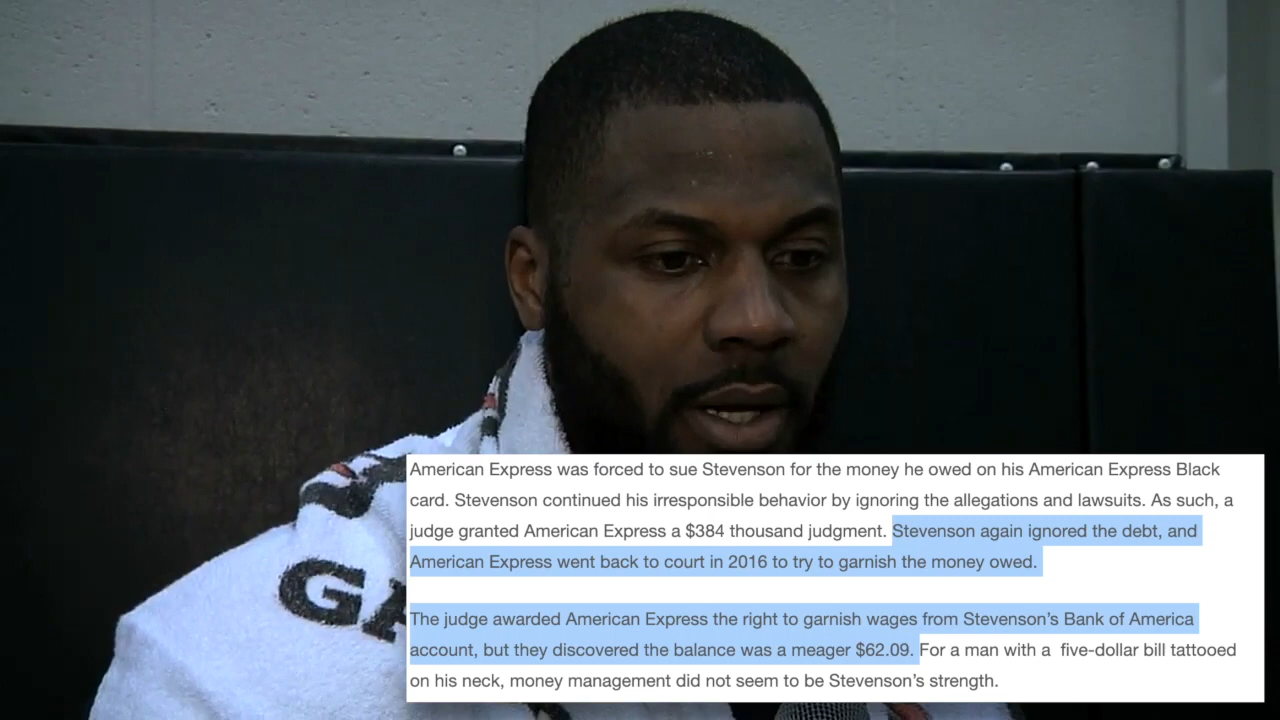 American Express was forced to sue Stevenson for the money he owed on his American Express Black
card. Stevenson continued his irresponsible behavior by ignoring the allegations and lawsuits. As such, a
judge granted American Express a $384 thousand judgment. Stevenson again ignored the debt, and
American Express went back to court in 2016 to try to garnish the money owed.
The judge awarded American Express the right to garnish wages from Stevenson’s Bank of America
account, but they discovered the balance was a meager $62.09. For a man with a five-dollar bill tattooed
on his neck, money management did not seem to be Stevenson’s strength.